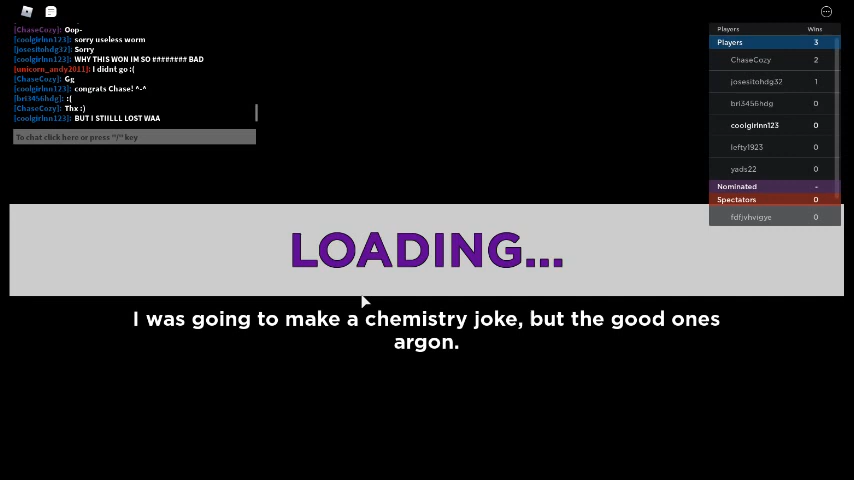 [ChaseCozy]: Oop-
[coolgirlnn123]: sorry useless worm
[josesitohdg32]: Sorry
[coolgirlnn123]: WHY THIS WON IM SO ######## BAD
[unicorn_andy2011]: I didnt go :(
[ChaseCozy]: Gg
[coolgirlnn123]: congrats Chase! ^-^
[brl3456hdg]: :(
[ChaseCozy]: Thx :)
[coolgirlnn123]: BUT I STIILLL LOST WAA
To chat click here or press "/" key
Players Wins
Players 3
ChaseCozy 2
josesitohdg32 1
brl3456hdg 0
coolgirlnn123 0
lefty1923 0
yads22 0
Nominated -
Spectators 0
fdfjvhvigye 0
LOADING...
I was going to make a chemistry joke, but the good ones
argon.